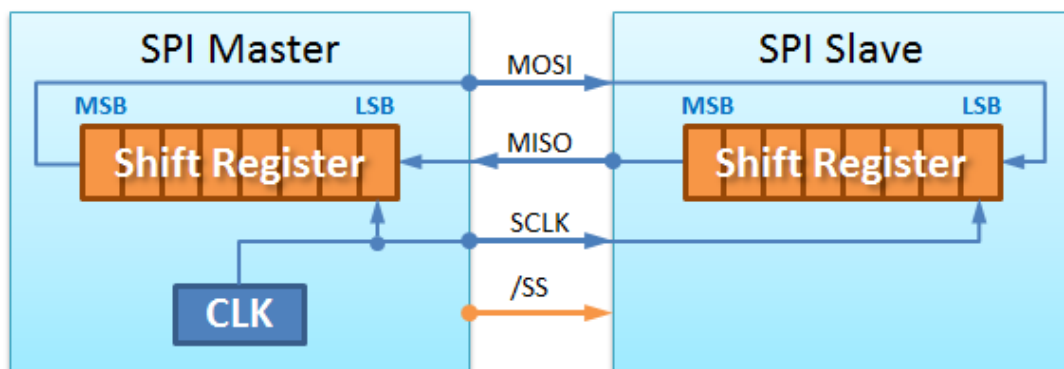 SPI Master
SPI Slave
MOSI
MSB
LSB
MSB
LSB
Shift Register
MISO
Shift Register
SCLK
/SS
CLK